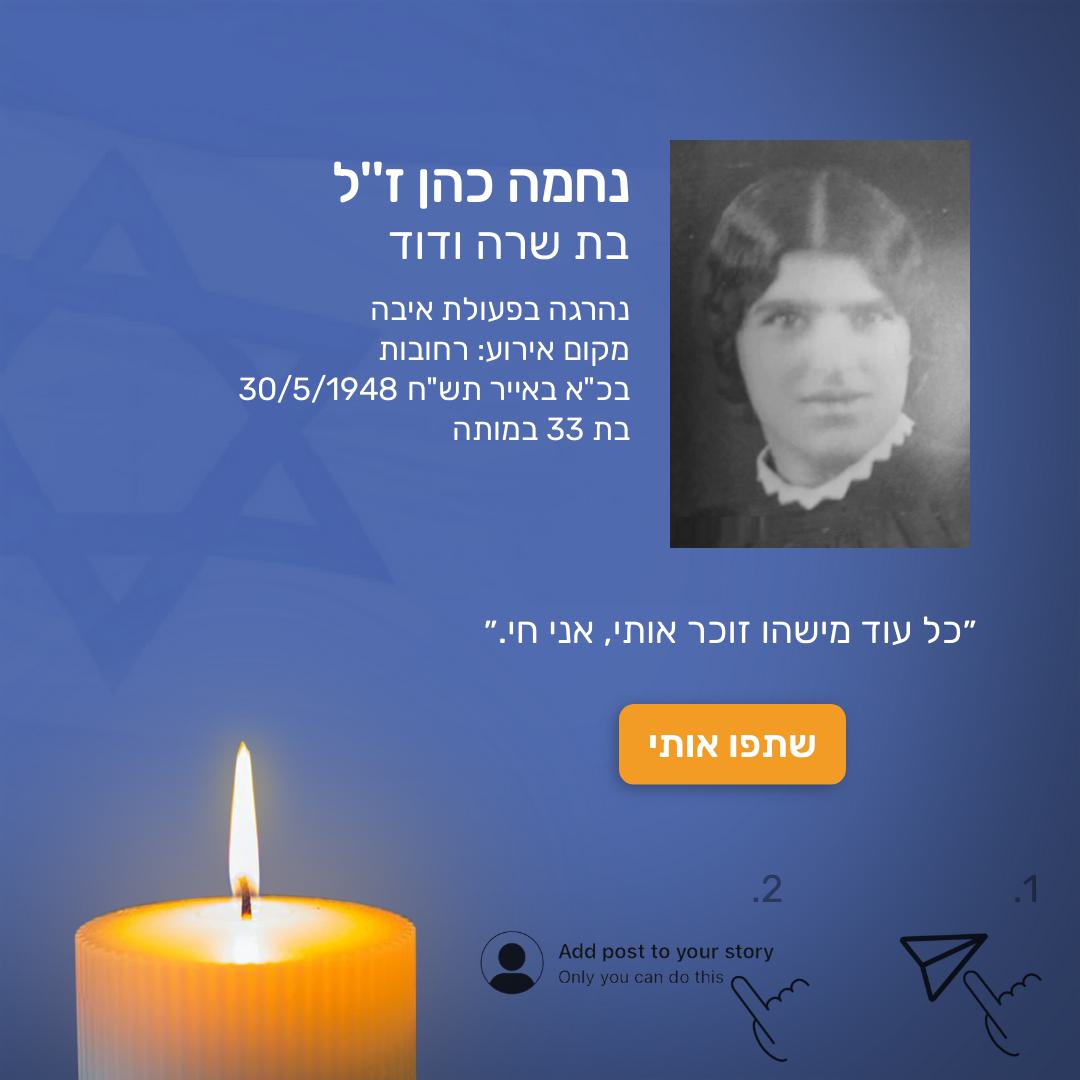 נחמה כהן ז"ל
בת שרה ודוד
נהרגה בפעולת איבה
מקום אירוע: רחובות
בכ"א באייר תש"ח 30/5/1948
בת 33 במותה
״כל עוד מישהו זוכר אותי, אני חי.״
שתפו אותי
1.
2.
Add post to your story
Only you can do this